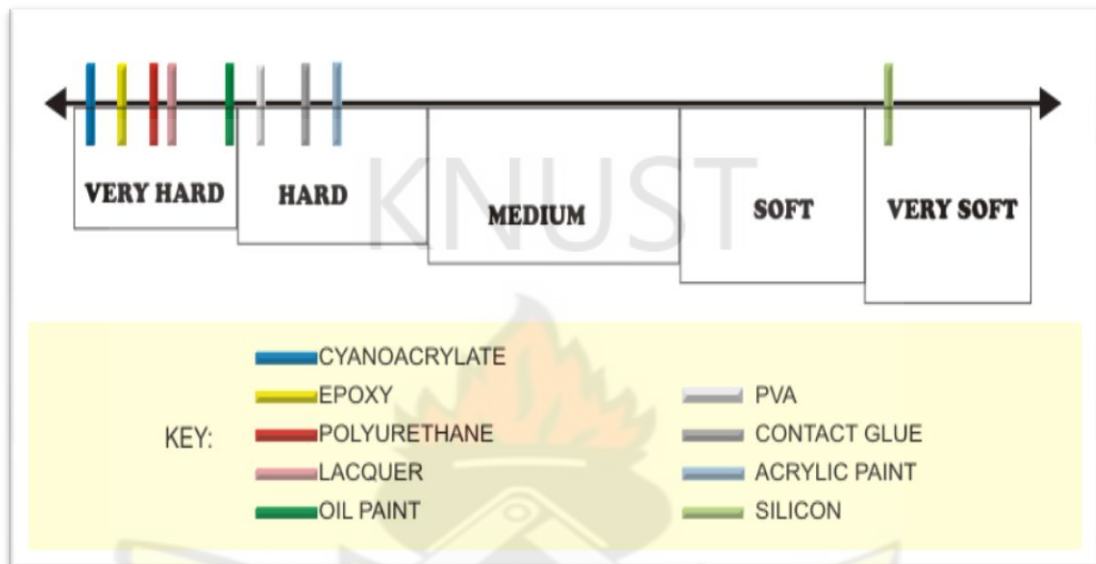 KNUST
VERY HARD
HARD
MEDIUM
SOFT
VERY SOFT
KEY:
CYANOACRYLATE
EPOXY
POLYURETHANE
LACQUER
OIL PAINT
PVA
CONTACT GLUE
ACRYLIC PAINT
SILICON